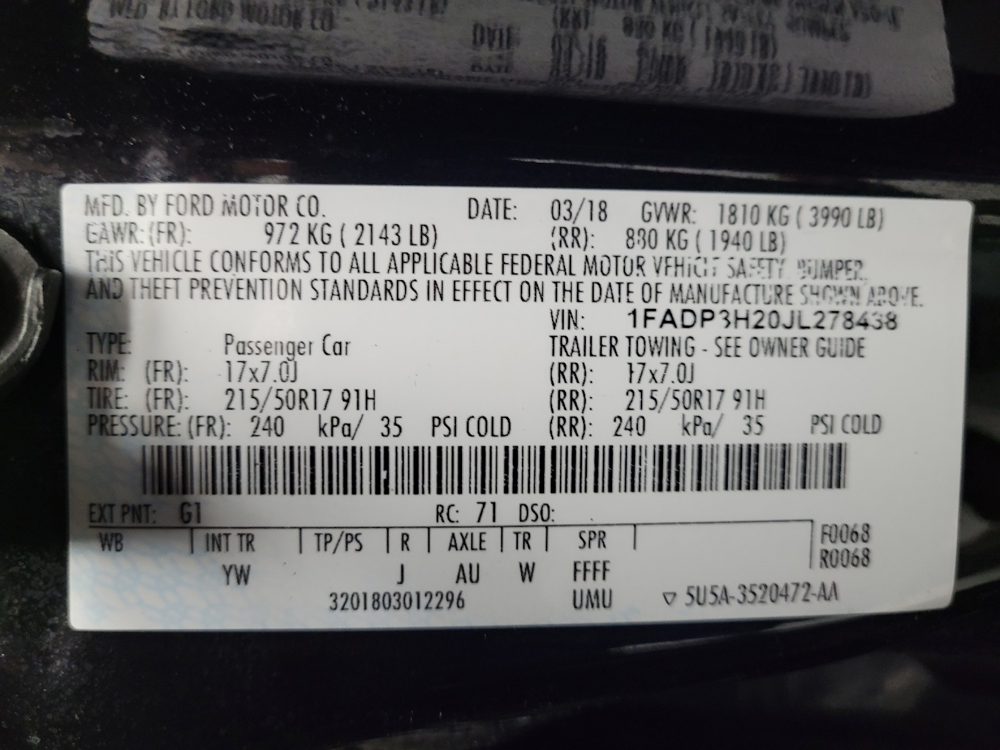 MFD. BY FORD MOTOR CO. DATE: 03/18 GVWR: 1810 KG ( 3990 LB)
GAWR: (FR): 972 KG ( 2143 LB) (RR): 880 KG ( 1940 LB)
THIS VEHICLE CONFORMS TO ALL APPLICABLE FEDERAL MOTOR VEHICLE SAFETY BUMPER,
AND THEFT PREVENTION STANDARDS IN EFFECT ON THE DATE OF MANUFACTURE SHOWN ABOVE.
VIN: 1FADP3H20JL278438
TYPE: Passenger Car TRAILER TOWING - SEE OWNER GUIDE
RIM: (FR): 17x7.0J (RR): 17x7.0J
TIRE: (FR): 215/50R17 91H (RR): 215/50R17 91H
PRESSURE: (FR): 240 kPa/ 35 PSI COLD (RR): 240 kPa/ 35 PSI COLD
EXT PNT: G1 RC: 71 DSO:
WB INT TR TP/PS R AXLE TR SPR F0068
R0068
YW J AU W FFFF
3201803012296 UMU ▽ 5U5A-3520472-AA